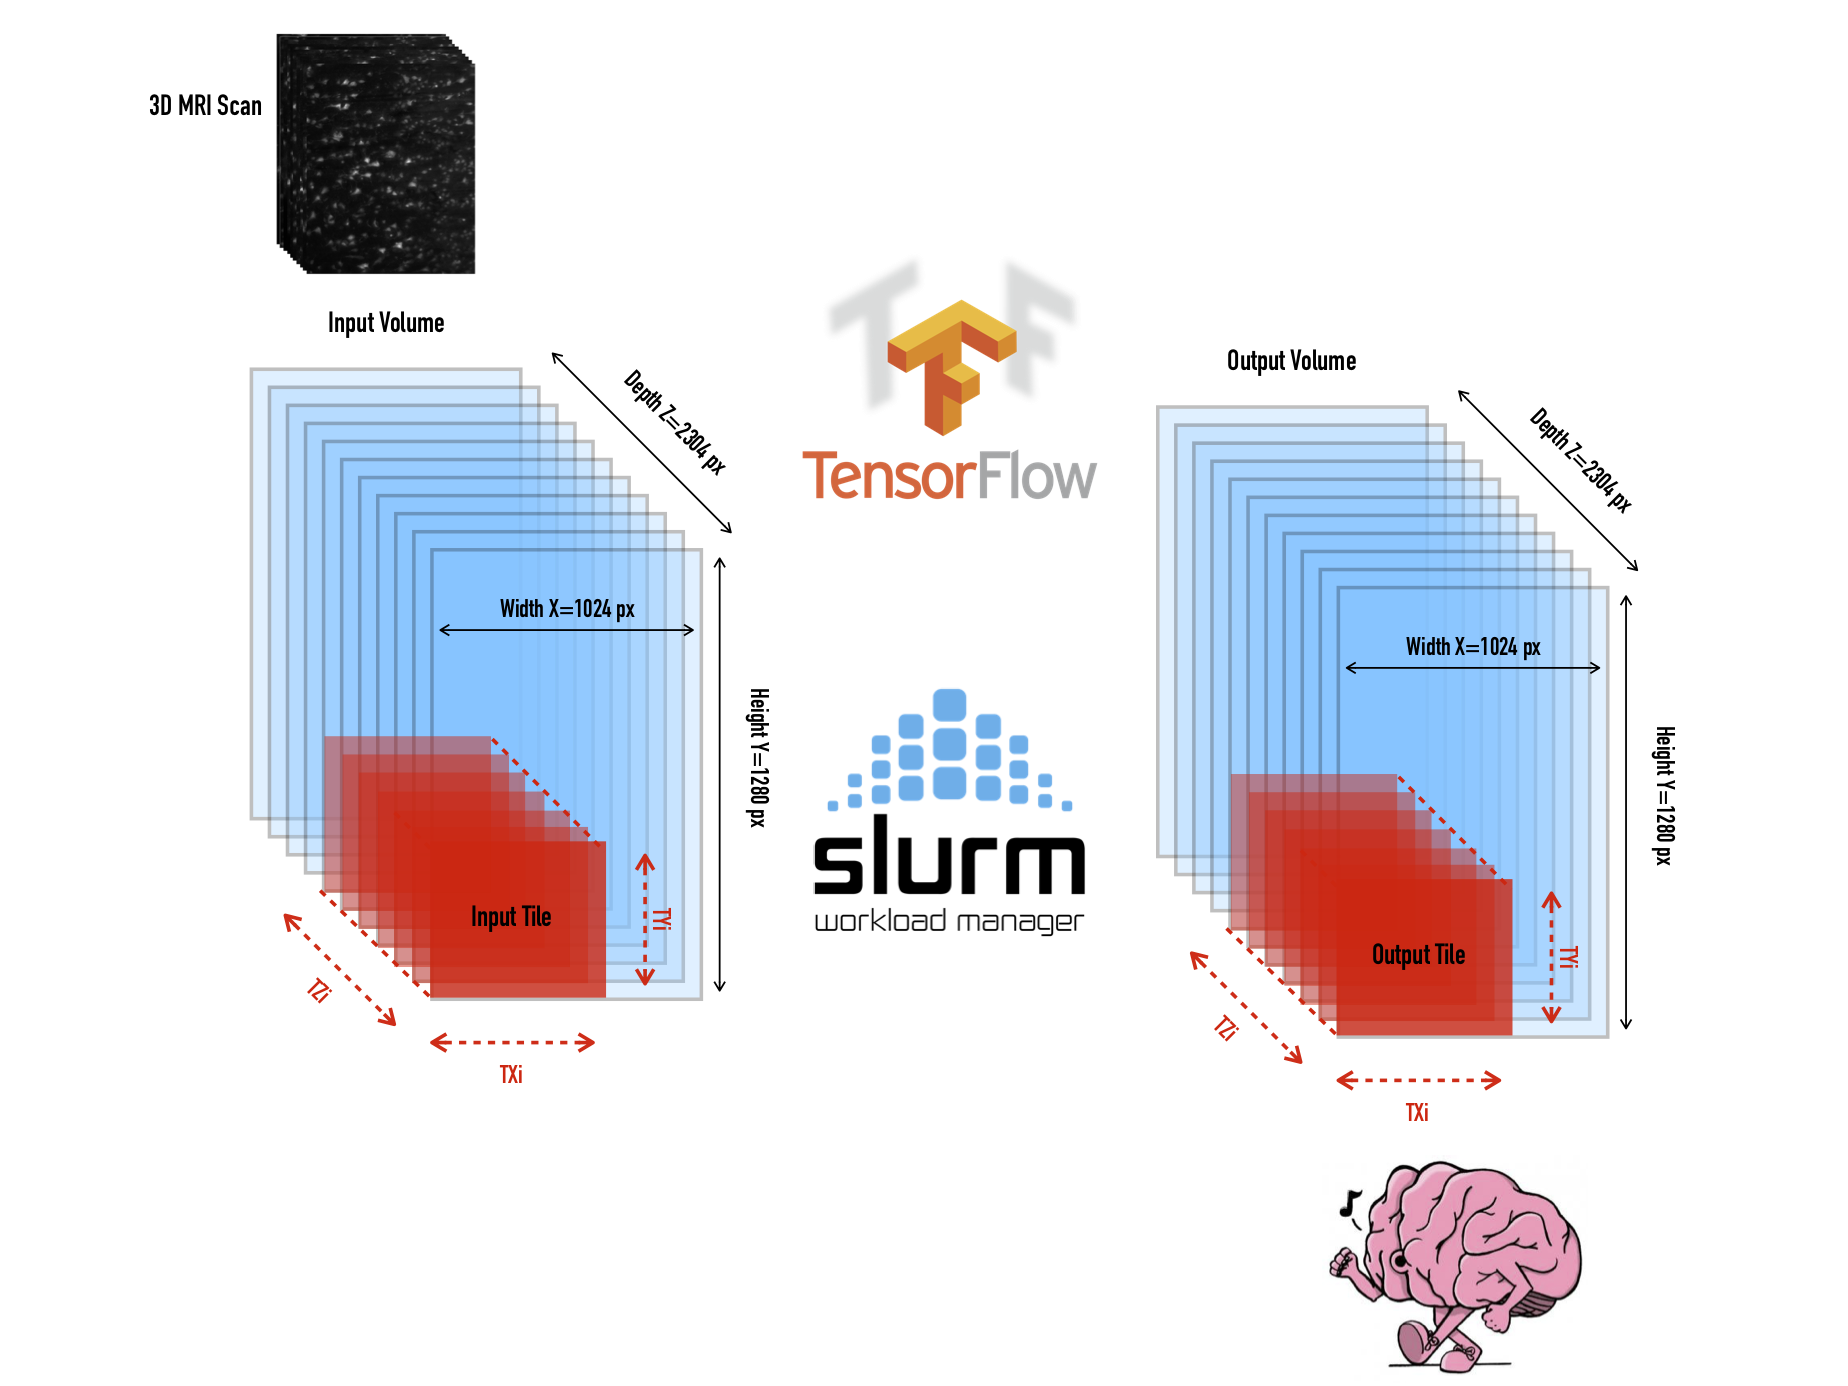 3D MRI Scan
Input Volume
Depth Z=2304 px
Width X=1024 px
Height Y=1280 px
Input Tile
TYi
TZi
TXi
TensorFlow
slurm
workload manager
Output Volume
Depth Z=2304 px
Width X=1024 px
Height Y=1280 px
Output Tile
TYi
TZi
TXi